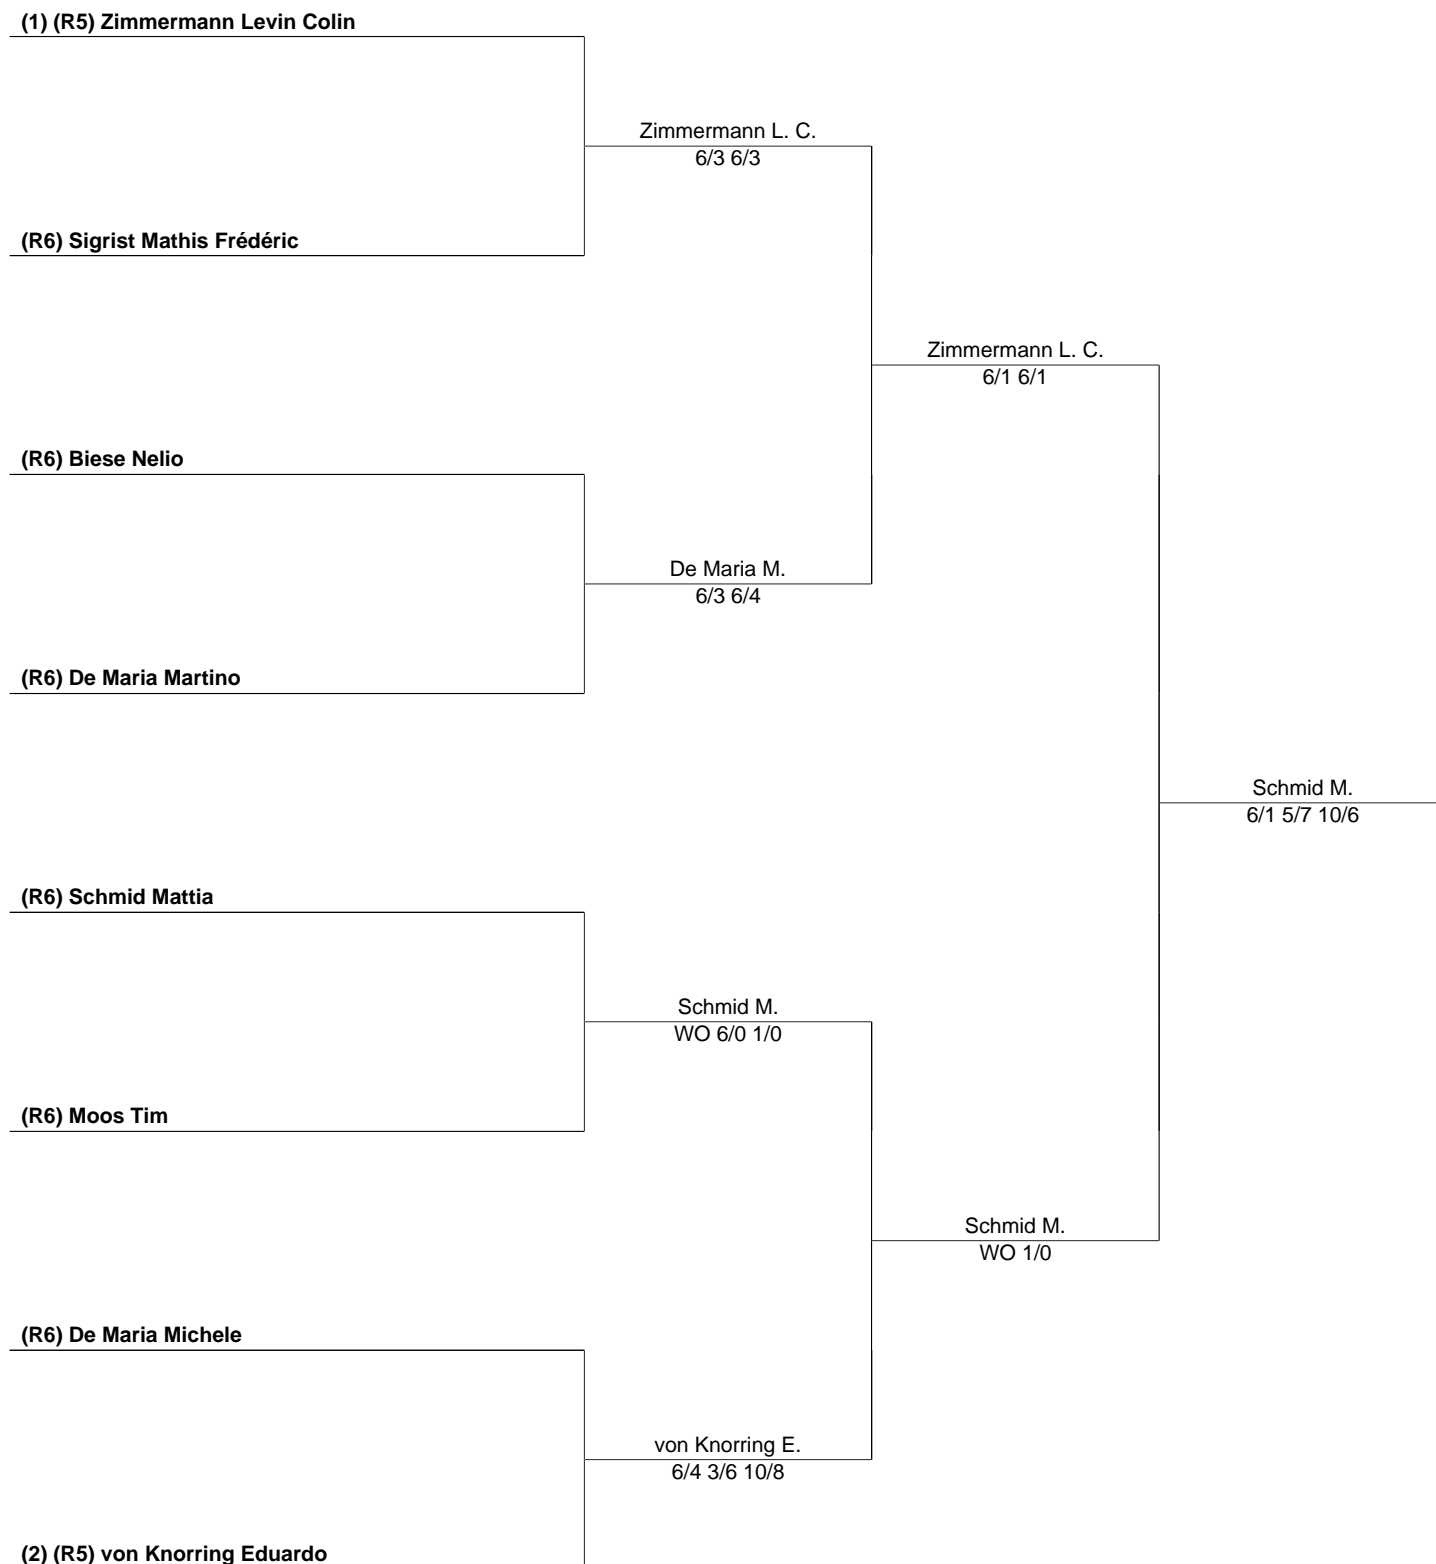 (1) (R5) Zimmermann Levin Colin
Zimmermann L. C.
6/3 6/3
(R6) Sigrist Mathis Frédéric
Zimmermann L. C.
6/1 6/1
(R6) Biese Nelio
De Maria M.
6/3 6/4
(R6) De Maria Martino
Schmid M.
6/1 5/7 10/6
(R6) Schmid Mattia
Schmid M.
WO 6/0 1/0
(R6) Moos Tim
Schmid M.
WO 1/0
(R6) De Maria Michele
von Knorring E.
6/4 3/6 10/8
(2) (R5) von Knorring Eduardo